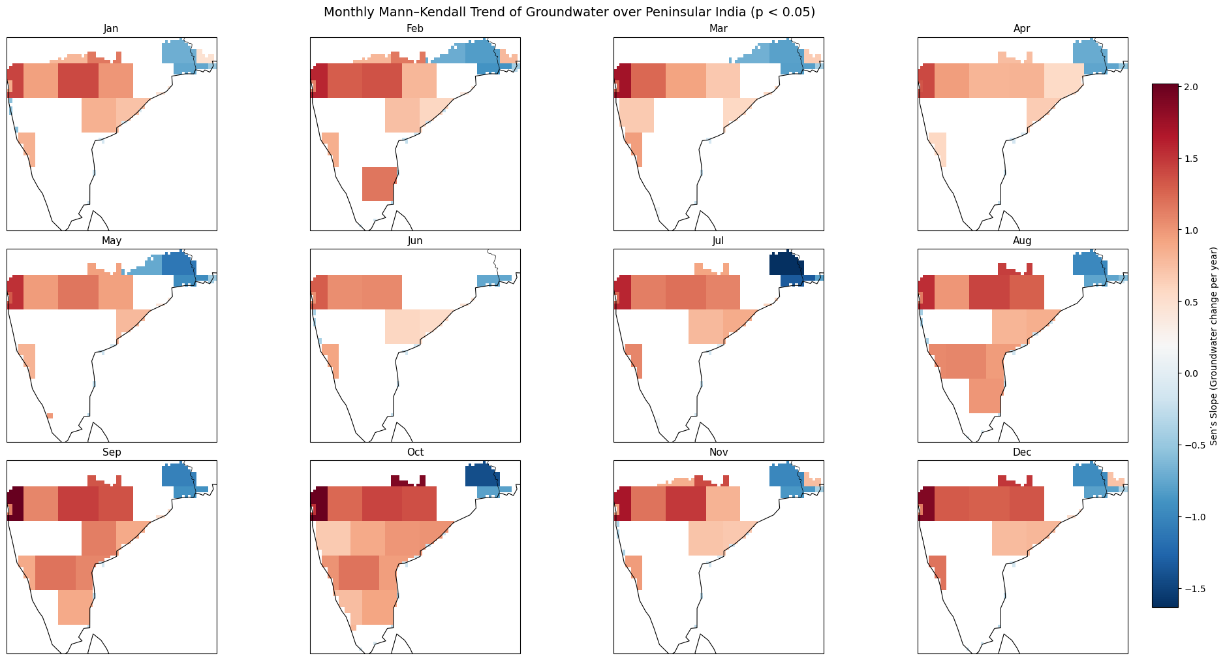 Monthly Mann–Kendall Trend of Groundwater over Peninsular India (p < 0.05)
Jan
Feb
Mar
Apr
May
Jun
Jul
Aug
Sep
Oct
Nov
Dec
2.0
1.5
1.0
0.5
0.0
−0.5
−1.0
−1.5
Sen's Slope (Groundwater change per year)